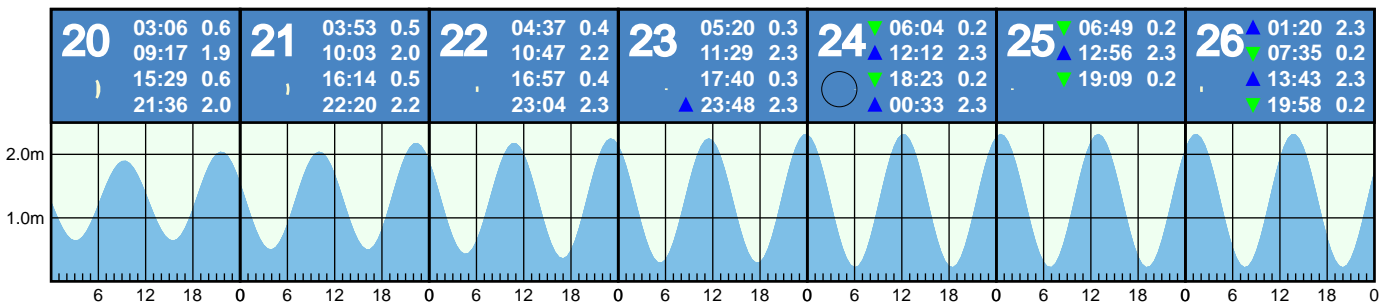 20 03:06 0.6
09:17 1.9
15:29 0.6
21:36 2.0
21 03:53 0.5
10:03 2.0
16:14 0.5
22:20 2.2
22 04:37 0.4
10:47 2.2
16:57 0.4
23:04 2.3
23 05:20 0.3
11:29 2.3
17:40 0.3
▲ 23:48 2.3
24 ▼ 06:04 0.2
▲ 12:12 2.3
▼ 18:23 0.2
▲ 00:33 2.3
25 ▼ 06:49 0.2
▲ 12:56 2.3
▼ 19:09 0.2
26 ▲ 01:20 2.3
▼ 07:35 0.2
▲ 13:43 2.3
▼ 19:58 0.2
2.0m
1.0m
6 12 18 0 6 12 18 0 6 12 18 0 6 12 18 0 6 12 18 0 6 12 18 0 6 12 18 0